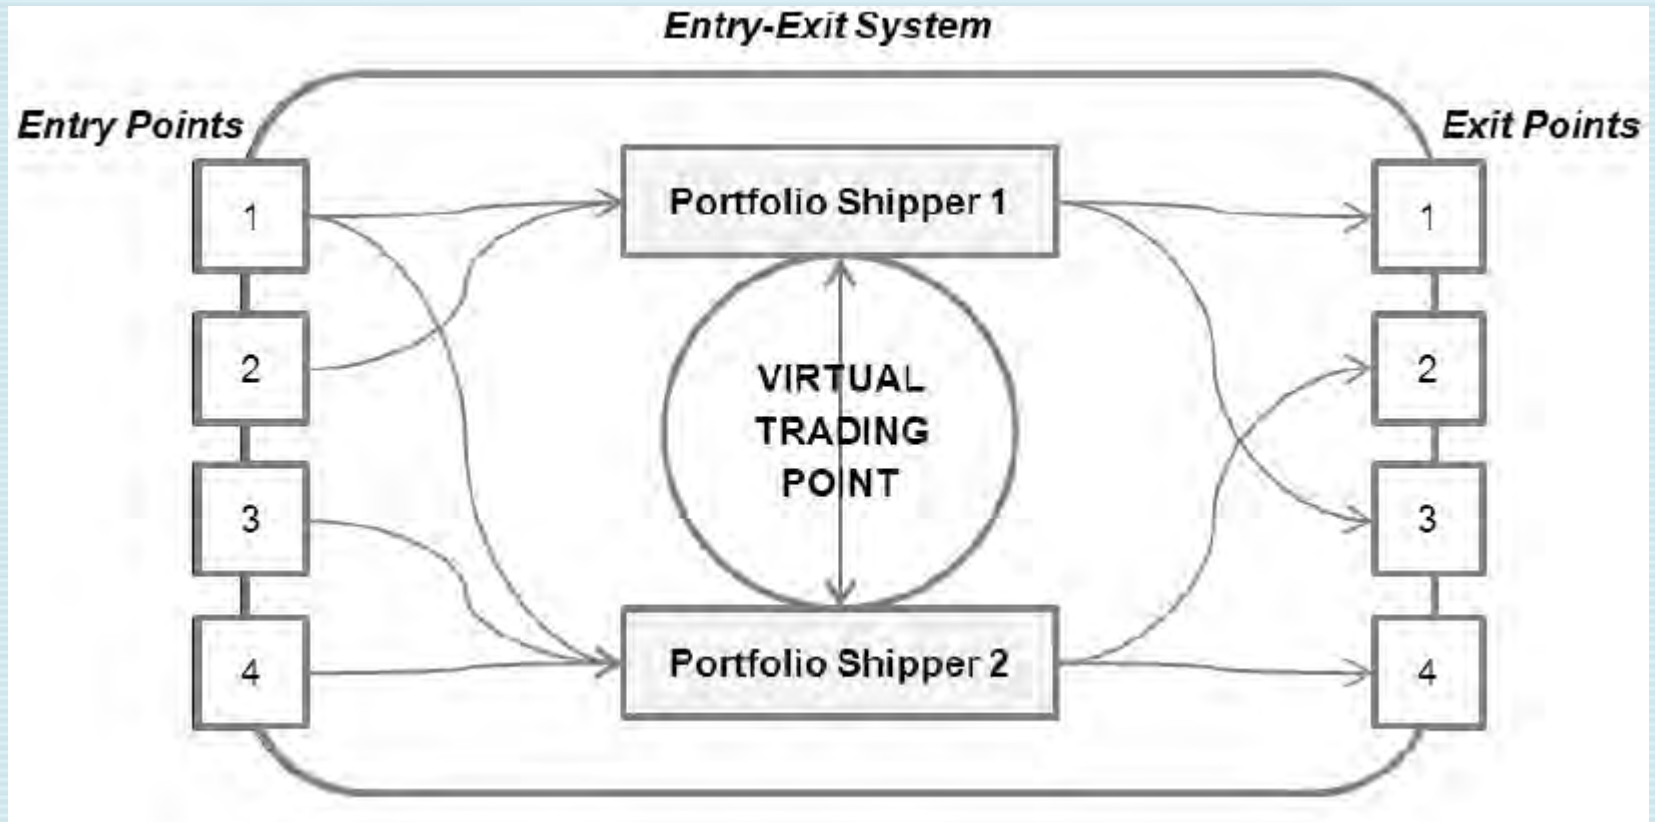 Entry-Exit System
Entry Points
Exit Points
1
2
3
4
Portfolio Shipper 1
VIRTUAL
TRADING
POINT
Portfolio Shipper 2
1
2
3
4